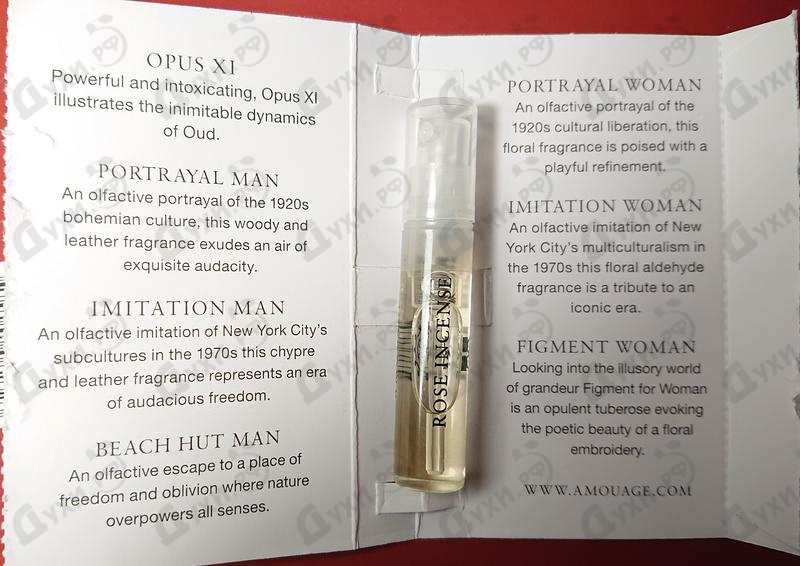 OPUS XI
Powerful and intoxicating, Opus XI
illustrates the inimitable dynamics
of Oud.
PORTRAYAL MAN
An olfactive portrayal of the 1920s
bohemian culture, this woody and
leather fragrance exudes an air of
exquisite audacity.
IMITATION MAN
An olfactive imitation of New York City's
subcultures in the 1970s this chypre
and leather fragrance represents an era
of audacious freedom.
BEACH HUT MAN
An olfactive escape to a place of
freedom and oblivion where nature
overpowers all senses.
ROSE INCENSE
PORTRAYAL WOMAN
An olfactive portrayal of the
1920s cultural liberation, this
floral fragrance is poised with a
playful refinement.
IMITATION WOMAN
An olfactive imitation of New
York City's multiculturalism in
the 1970s this floral aldehyde
fragrance is a tribute to an
iconic era.
FIGMENT WOMAN
Looking into the illusory world
of grandeur Figment for Woman
is an opulent tuberose evoking
the poetic beauty of a floral
embroidery.
WWW.AMOUAGE.COM
Духи.РФ